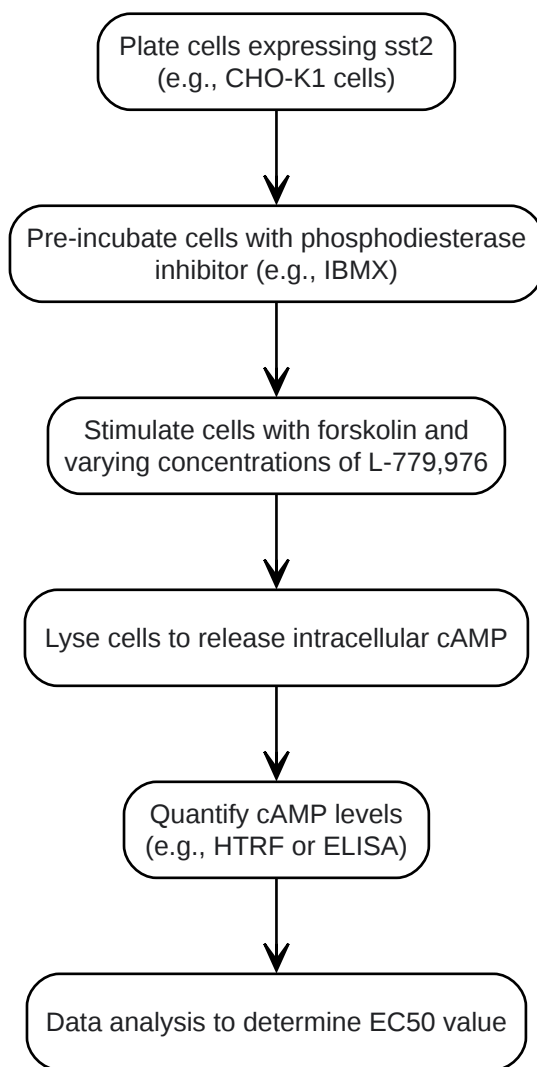 Plate cells expressing sst2
(e.g., CHO-K1 cells)
Pre-incubate cells with phosphodiesterase
inhibitor (e.g., IBMX)
Stimulate cells with forskolin and
varying concentrations of L-779,976
Lyse cells to release intracellular cAMP
Quantify cAMP levels
(e.g., HTRF or ELISA)
Data analysis to determine EC50 value